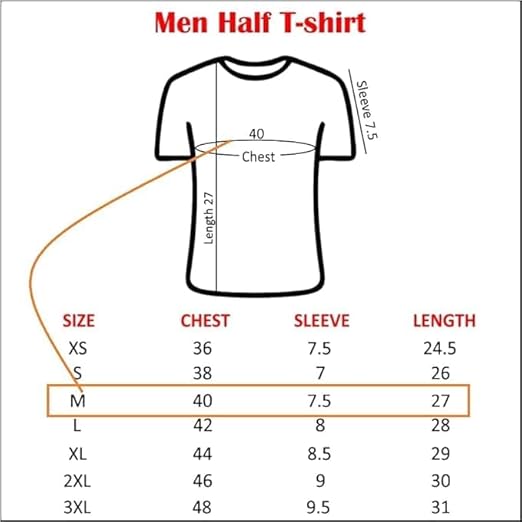 Men Half T-shirt
Sleeve 7.5
40
Chest
Length 27
SIZE CHEST SLEEVE LENGTH
XS 36 7.5 24.5
S 38 7 26
M 40 7.5 27
L 42 8 28
XL 44 8.5 29
2XL 46 9 30
3XL 48 9.5 31